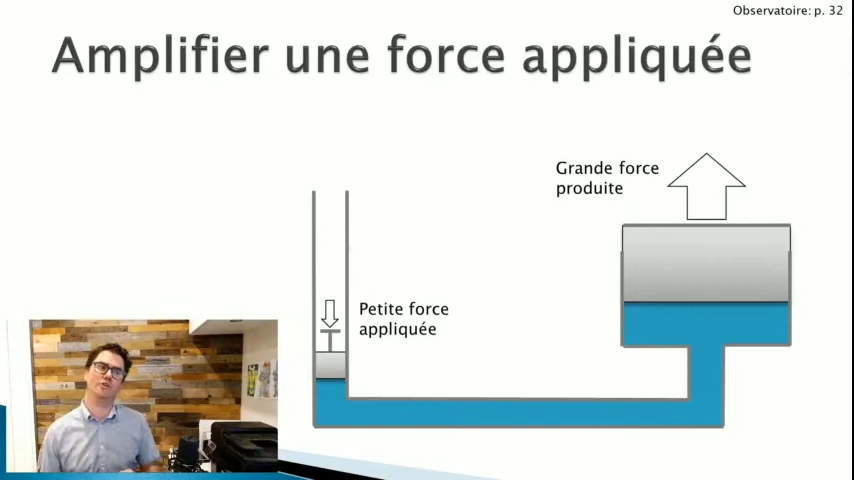 Observatoire: p. 32
Amplifier une force appliquée
Grande force
produite
Petite force
appliquée